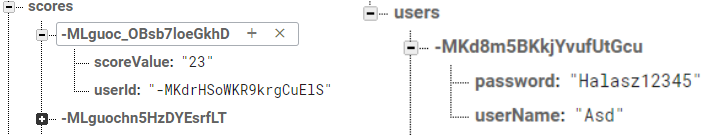 scores
-MLguoc_OBsb7loeGkhD + ×
scoreValue: "23"
userId: "-MKdrHSoWKR9krgCuElS"
-MLguochn5HzDYEsrfLT
users
-MKd8m5BKkjYvufUtGcu
password: "Halasz12345"
userName: "Asd"